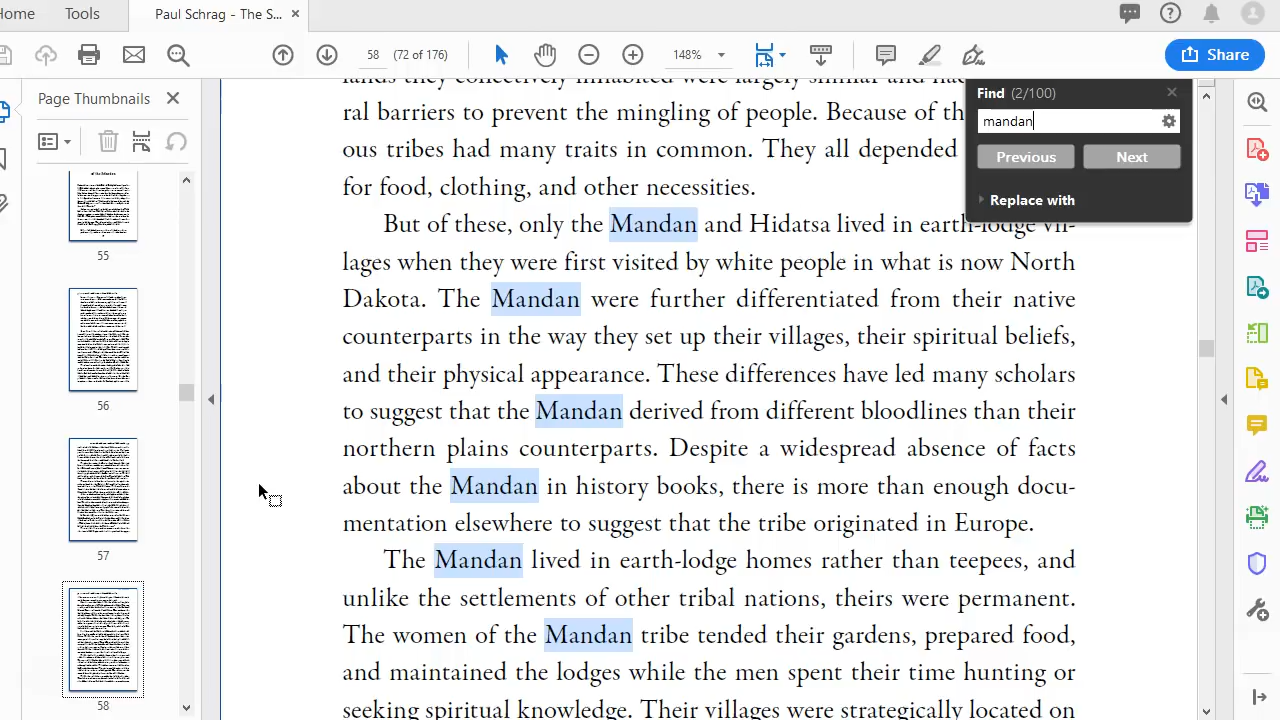 Home
Tools
Paul Schrag - The S...
58 (72 of 176)
148%
Share
Page Thumbnails
55
56
57
58
Find (2/100)
mandan
Previous
Next
Replace with
lands they collectively inhabited were largely similar and
ral barriers to prevent the mingling of people. Because of
ous tribes had many traits in common. They all depended
for food, clothing, and other necessities.
But of these, only the Mandan and Hidatsa lived in earth-lodge vil-
lages when they were first visited by white people in what is now North
Dakota. The Mandan were further differentiated from their native
counterparts in the way they set up their villages, their spiritual beliefs,
and their physical appearance. These differences have led many scholars
to suggest that the Mandan derived from different bloodlines than their
northern plains counterparts. Despite a widespread absence of facts
about the Mandan in history books, there is more than enough docu-
mentation elsewhere to suggest that the tribe originated in Europe.
The Mandan lived in earth-lodge homes rather than teepees, and
unlike the settlements of other tribal nations, theirs were permanent.
The women of the Mandan tribe tended their gardens, prepared food,
and maintained the lodges while the men spent their time hunting or
seeking spiritual knowledge. Their villages were strategically located on